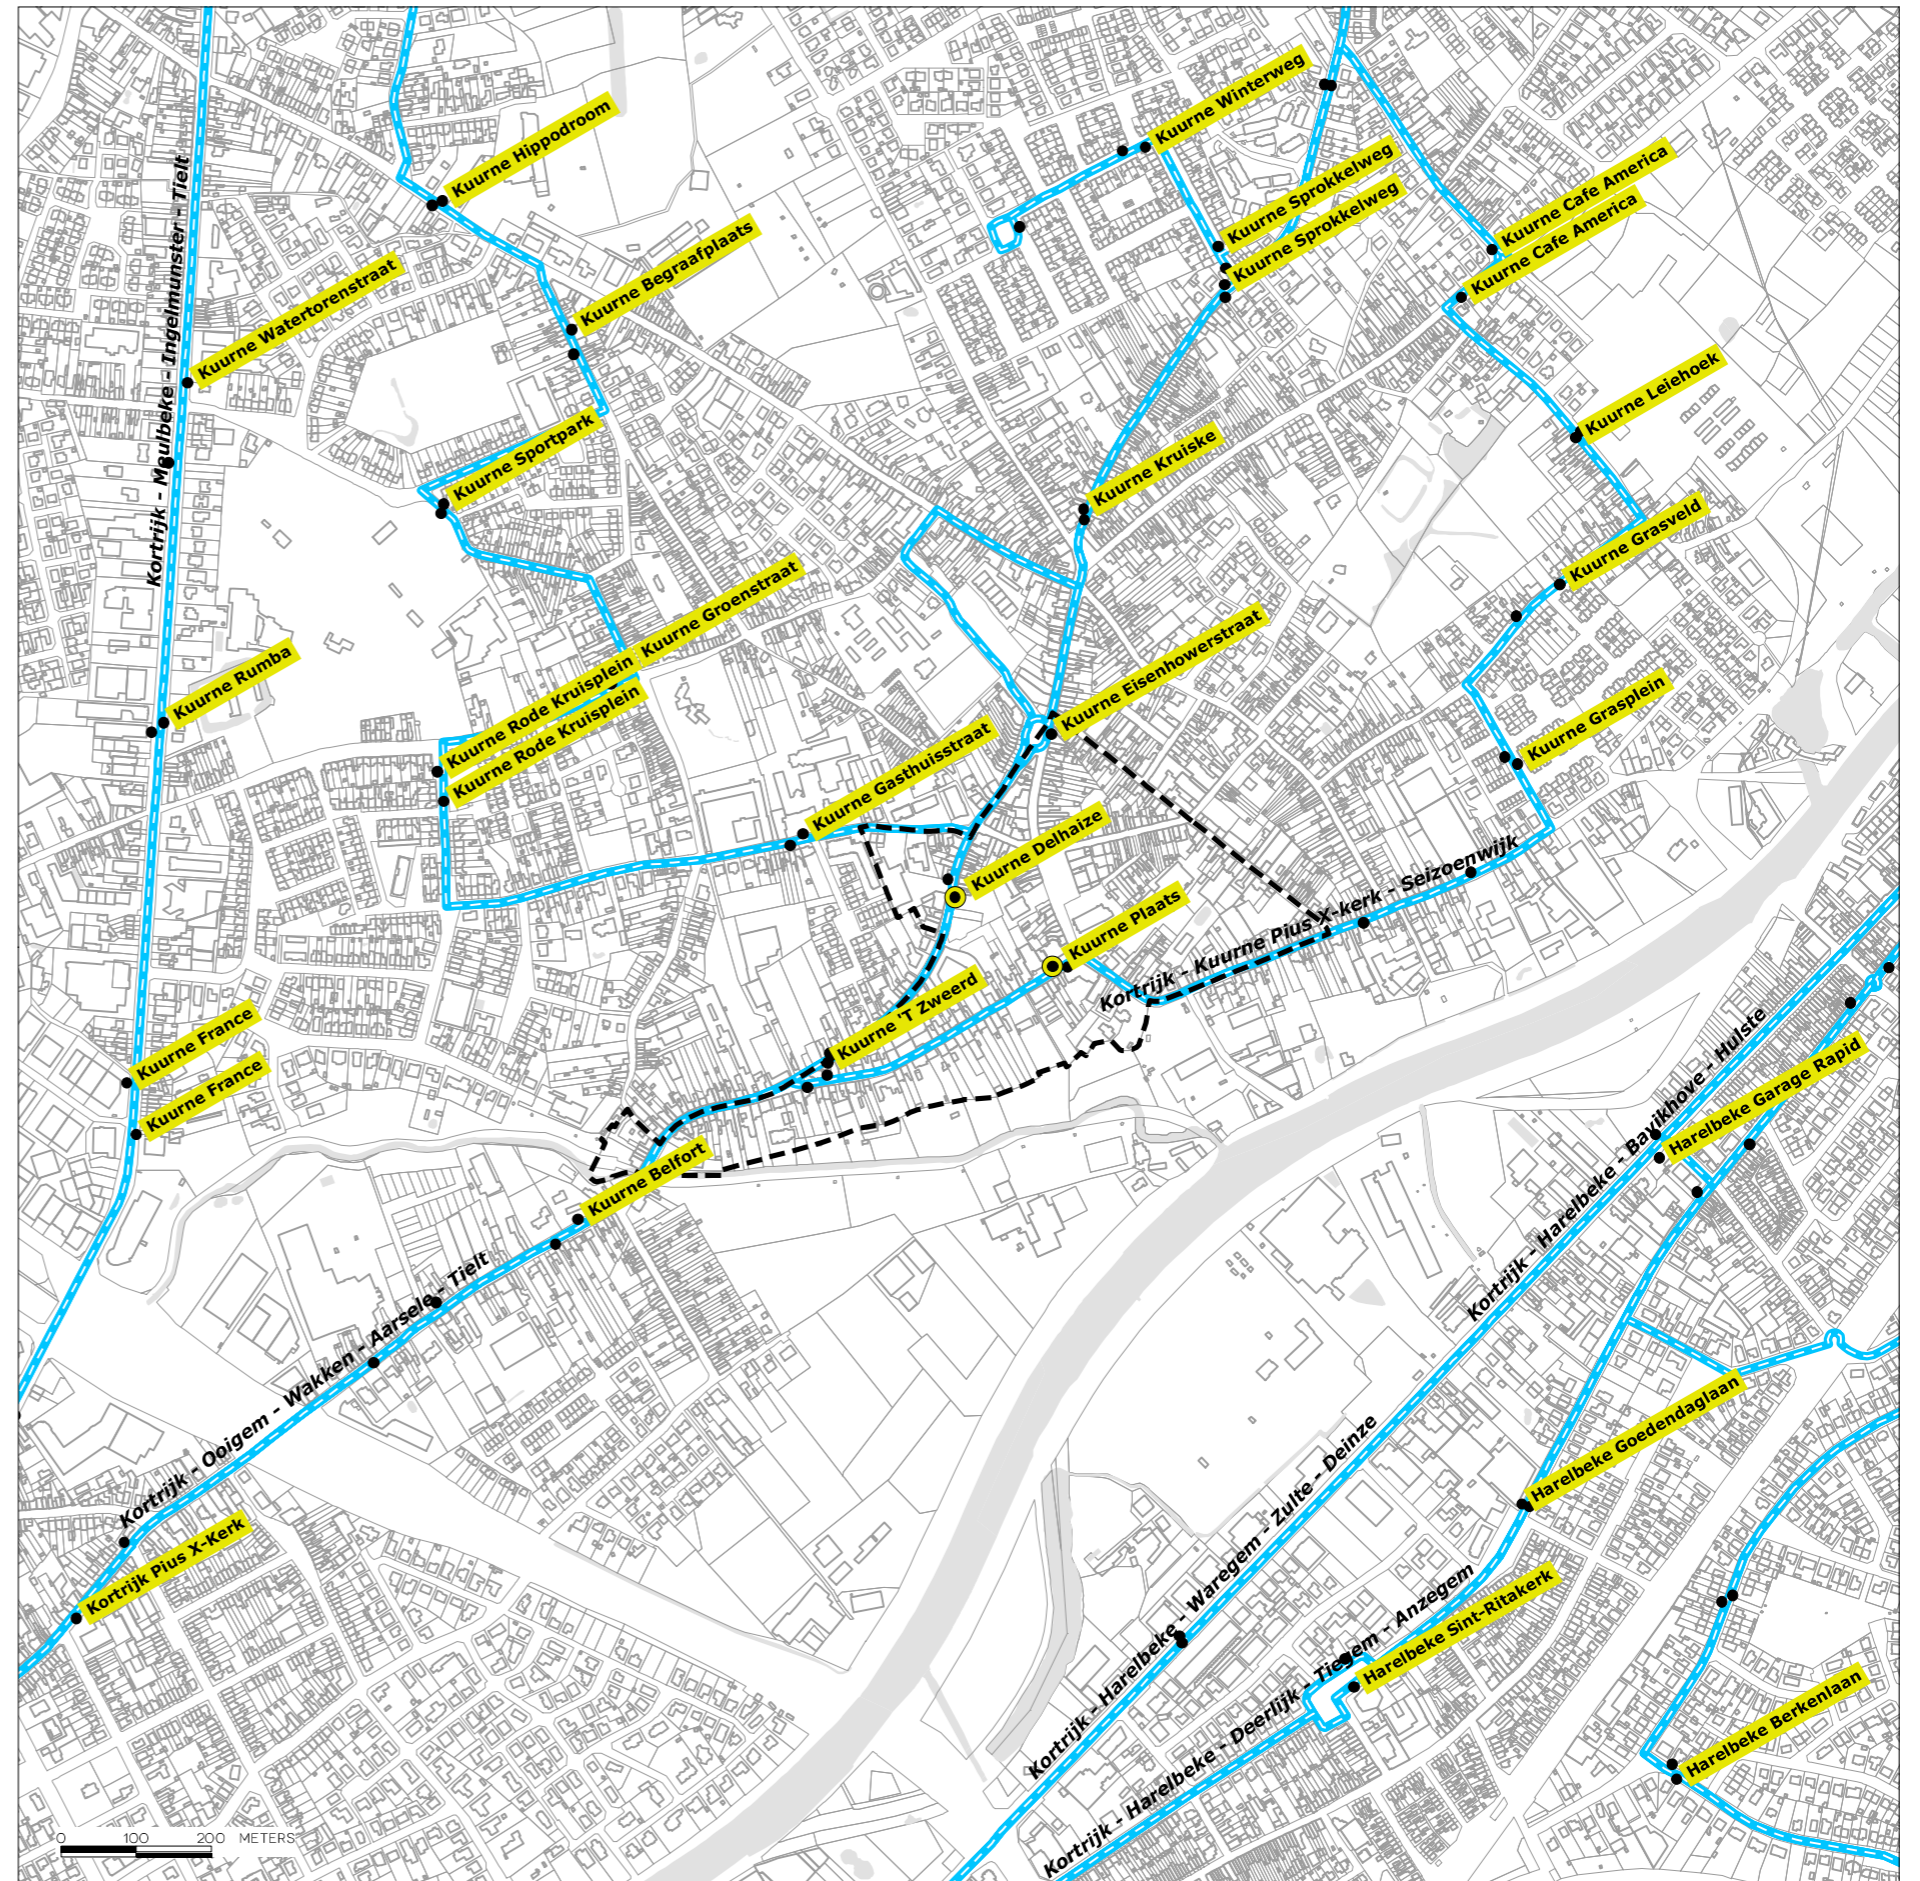 Kuurne Winterweg
Kuurne Hippodroom
Kuurne Sprokkelweg
Kuurne Sprokkelweg
Kuurne Cafe America
Kuurne Cafe America
Kortrijk - Meulbeke - Ingelmunster - Tielt
Kuurne Begraafplaats
Kuurne Watertorenstraat
Kuurne Leiehoek
Kuurne Sportpark
Kuurne Kruiske
Kuurne Grasveld
Kuurne Groenstraat
Kuurne Rumba
Kuurne Rode Kruisplein
Kuurne Rode Kruisplein
Kuurne Eisenhowerstraat
Kuurne Grasplein
Kuurne Gasthuisstraat
Kuurne Delhaize
Kuurne Plaats
Kortrijk - Kuurne Pius X-kerk - Seizoenwijk
Kuurne 'T Zweerd
Kuurne France
Kuurne France
Kortrijk - Harelbeke - Bavikhove - Hulste
Harelbeke Garage Rapid
Kuurne Belfort
Kortrijk - Ooigem - Wakken - Aarsele - Tielt
Harelbeke Goedendaglaan
Kortrijk Pius X-Kerk
Kortrijk - Harelbeke - Waregem - Zulte - Deinze
Kortrijk - Harelbeke - Deerlijk - Tiegem - Anzegem
Harelbeke Sint-Ritakerk
Harelbeke Berkenlaan
0 100 200 METERS